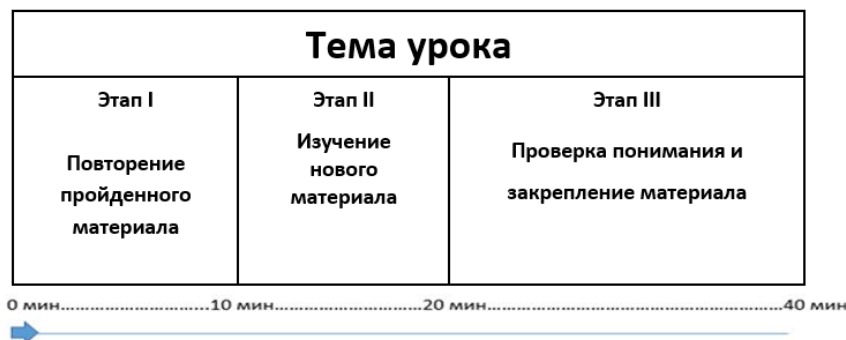 Тема урока
Этап I
Повторение
пройденного
материала
Этап II
Изучение
нового
материала
Этап III
Проверка понимания и
закрепление материала
0 мин..............................10 мин.............................20 мин..........................................................40 мин